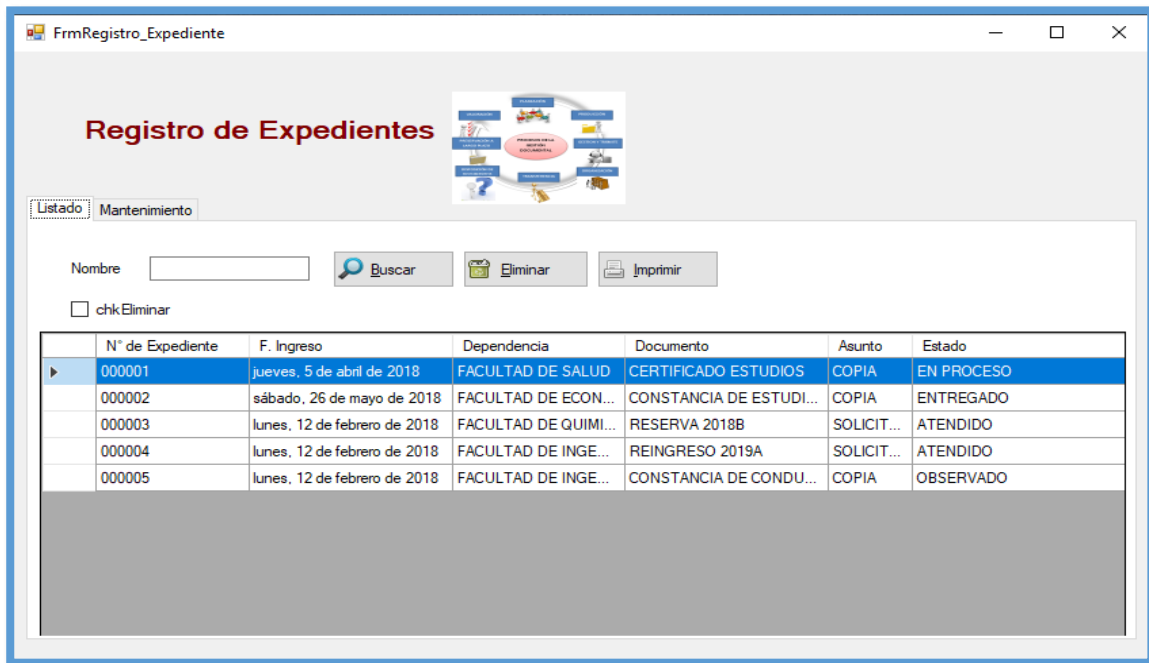 FrmRegistro_Expediente
Registro de Expedientes
Listado Mantenimiento
Nombre Buscar Eliminar Imprimir
chkEliminar
N° de Expediente F. Ingreso Dependencia Documento Asunto Estado
000001 jueves, 5 de abril de 2018 FACULTAD DE SALUD CERTIFICADO ESTUDIOS COPIA EN PROCESO
000002 sábado, 26 de mayo de 2018 FACULTAD DE ECON... CONSTANCIA DE ESTUDI... COPIA ENTREGADO
000003 lunes, 12 de febrero de 2018 FACULTAD DE QUIMI... RESERVA 2018B SOLICIT... ATENDIDO
000004 lunes, 12 de febrero de 2018 FACULTAD DE INGE... REINGRESO 2019A SOLICIT... ATENDIDO
000005 lunes, 12 de febrero de 2018 FACULTAD DE INGE... CONSTANCIA DE CONDU... COPIA OBSERVADO